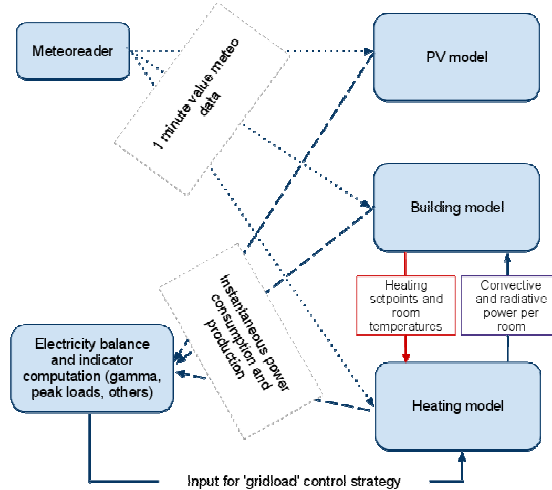 Meteoreader
PV model
1 minute value meteo
data
Building model
Heating
setpoints and
room
temperatures
Convective
and radiative
power per
room
Instantaneous power
consumption and
production
Electricity balance
and indicator
computation (gamma,
peak loads, others)
Heating model
Input for 'gridload' control strategy